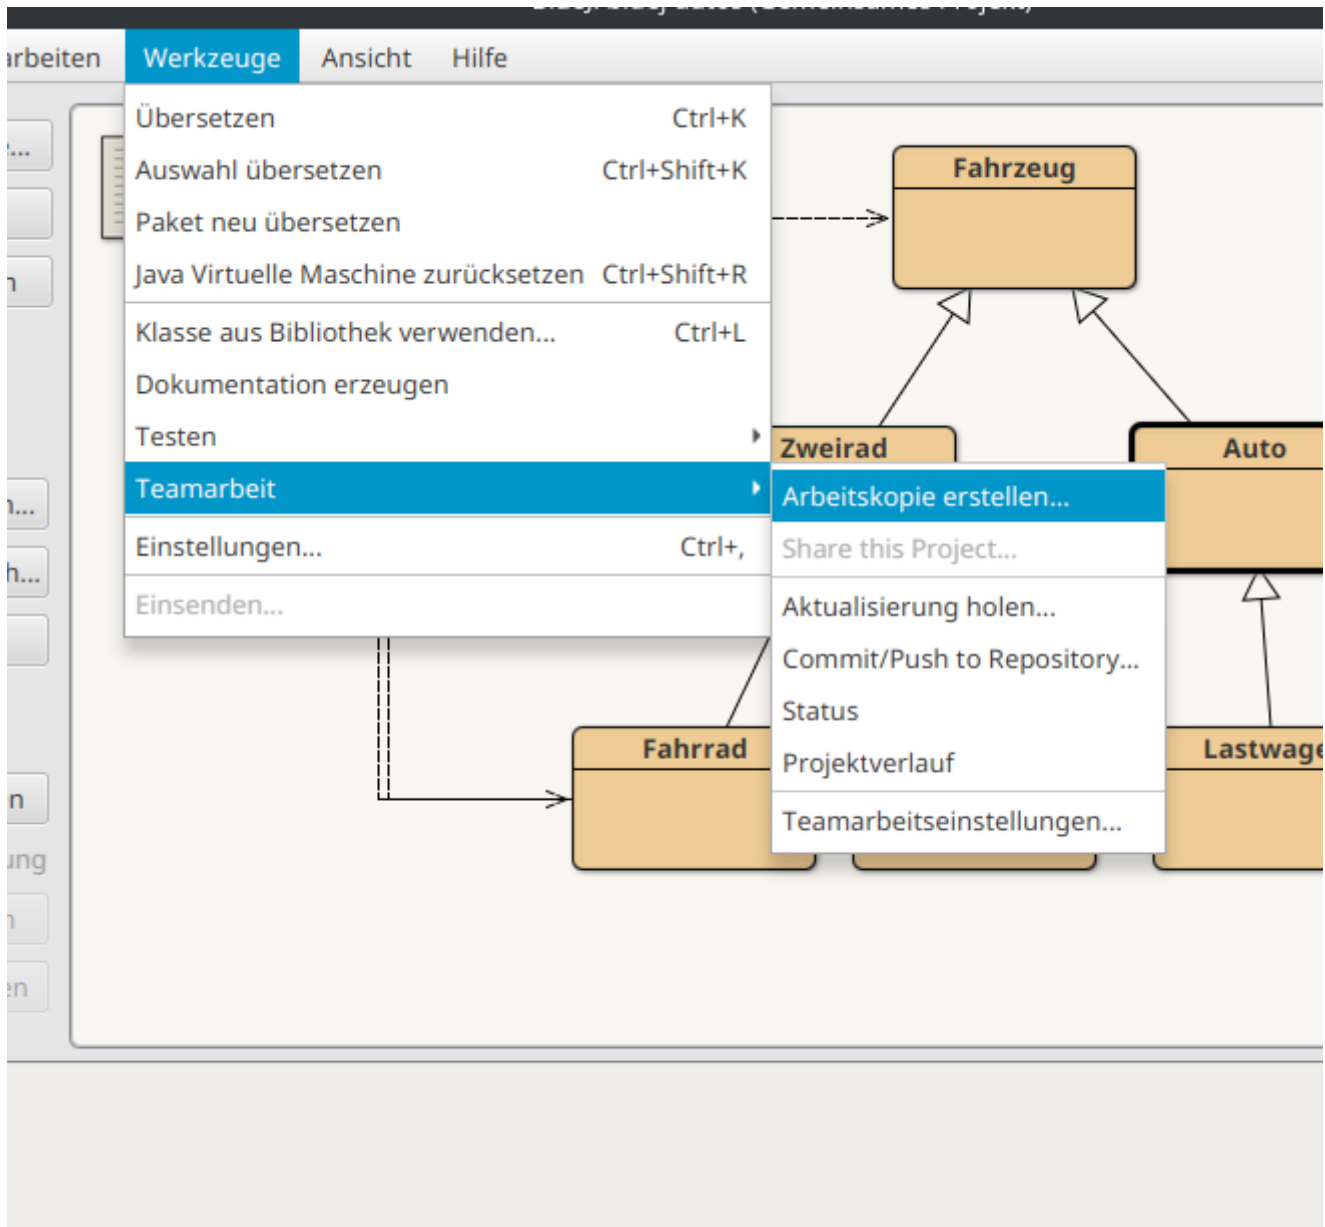 Werkzeuge
Ansicht
Hilfe
Übersetzen Ctrl+K
Auswahl übersetzen Ctrl+Shift+K
Paket neu übersetzen
Java Virtuelle Maschine zurücksetzen Ctrl+Shift+R
Klasse aus Bibliothek verwenden... Ctrl+L
Dokumentation erzeugen
Testen
Teamarbeit
Einstellungen... Ctrl+,
Einsenden...
Arbeitskopie erstellen...
Share this Project...
Aktualisierung holen...
Commit/Push to Repository...
Status
Projektverlauf
Teamarbeitseinstellungen...
Fahrzeug
Zweirad
Auto
Fahrrad